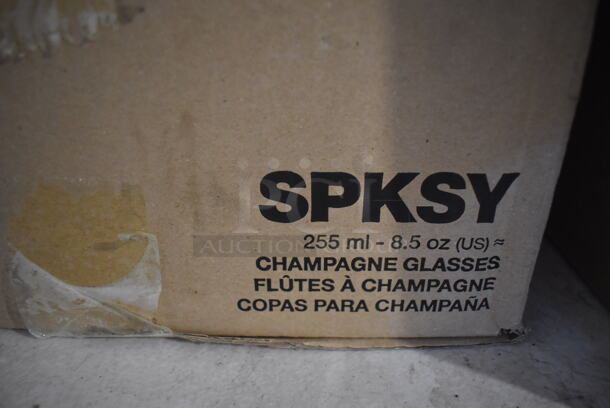 SPKSY
255 ml - 8.5 oz (US) ≈
CHAMPAGNE GLASSES
FLÛTES À CHAMPAGNE
COPAS PARA CHAMPAÑA